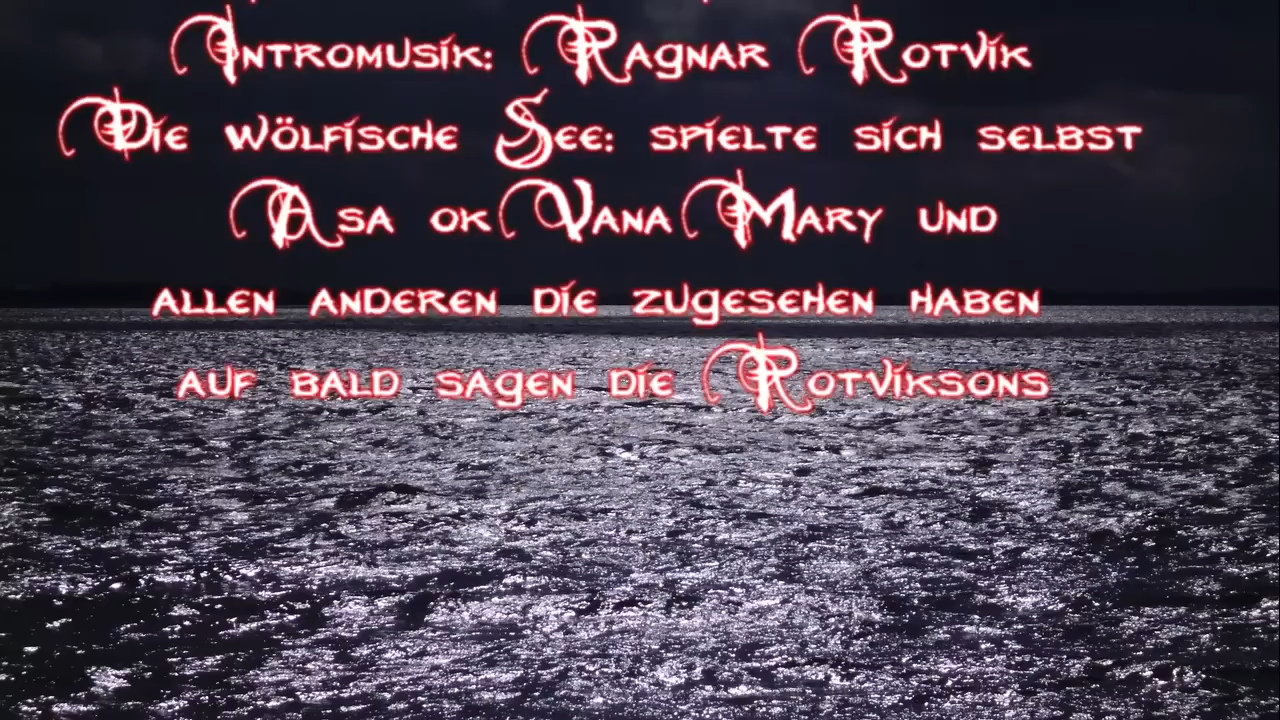 Intromusik: Ragnar Rotvik
Die wölfische See: spielte sich selbst
Asa ok Vana Mary und
allen anderen die zugesehen haben
auf bald sagen die Rotviksons